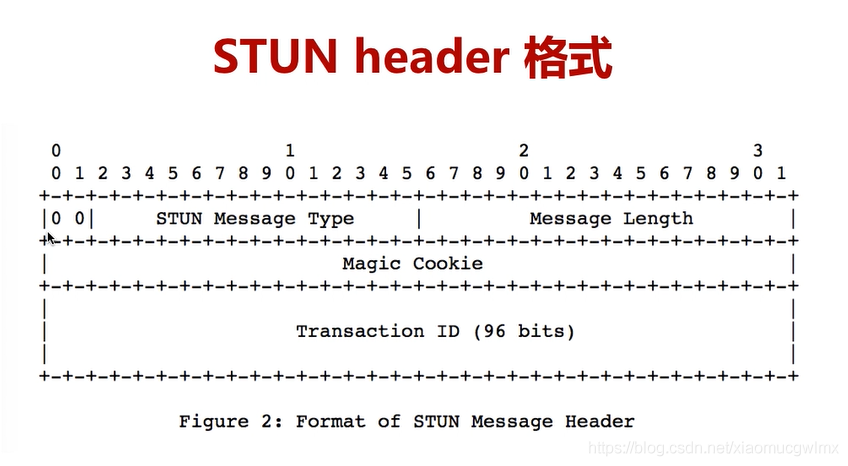 STUN header 格式
0 1 2 3
0 1 2 3 4 5 6 7 8 9 0 1 2 3 4 5 6 7 8 9 0 1 2 3 4 5 6 7 8 9 0 1
+-+-+-+-+-+-+-+-+-+-+-+-+-+-+-+-+-+-+-+-+-+-+-+-+-+-+-+-+-+-+-+-+
|0 0| STUN Message Type | Message Length |
+-+-+-+-+-+-+-+-+-+-+-+-+-+-+-+-+-+-+-+-+-+-+-+-+-+-+-+-+-+-+-+-+
| Magic Cookie |
+-+-+-+-+-+-+-+-+-+-+-+-+-+-+-+-+-+-+-+-+-+-+-+-+-+-+-+-+-+-+-+-+
| |
| Transaction ID (96 bits) |
| |
+-+-+-+-+-+-+-+-+-+-+-+-+-+-+-+-+-+-+-+-+-+-+-+-+-+-+-+-+-+-+-+-+
Figure 2: Format of STUN Message Header
https://blog.csdn.net/xiaomucgwlmx